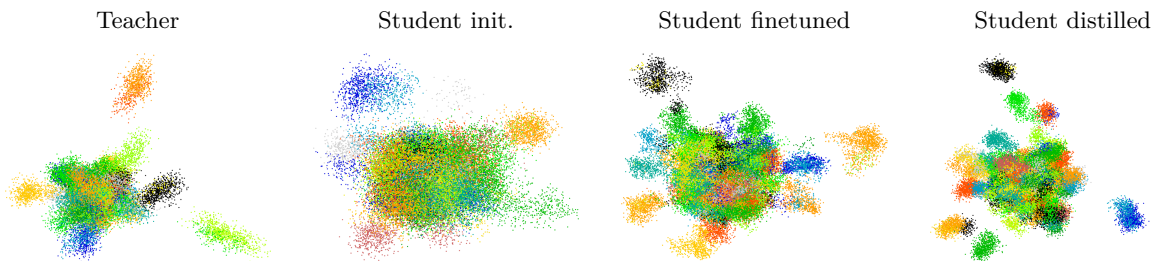 Teacher
Student init.
Student finetuned
Student distilled